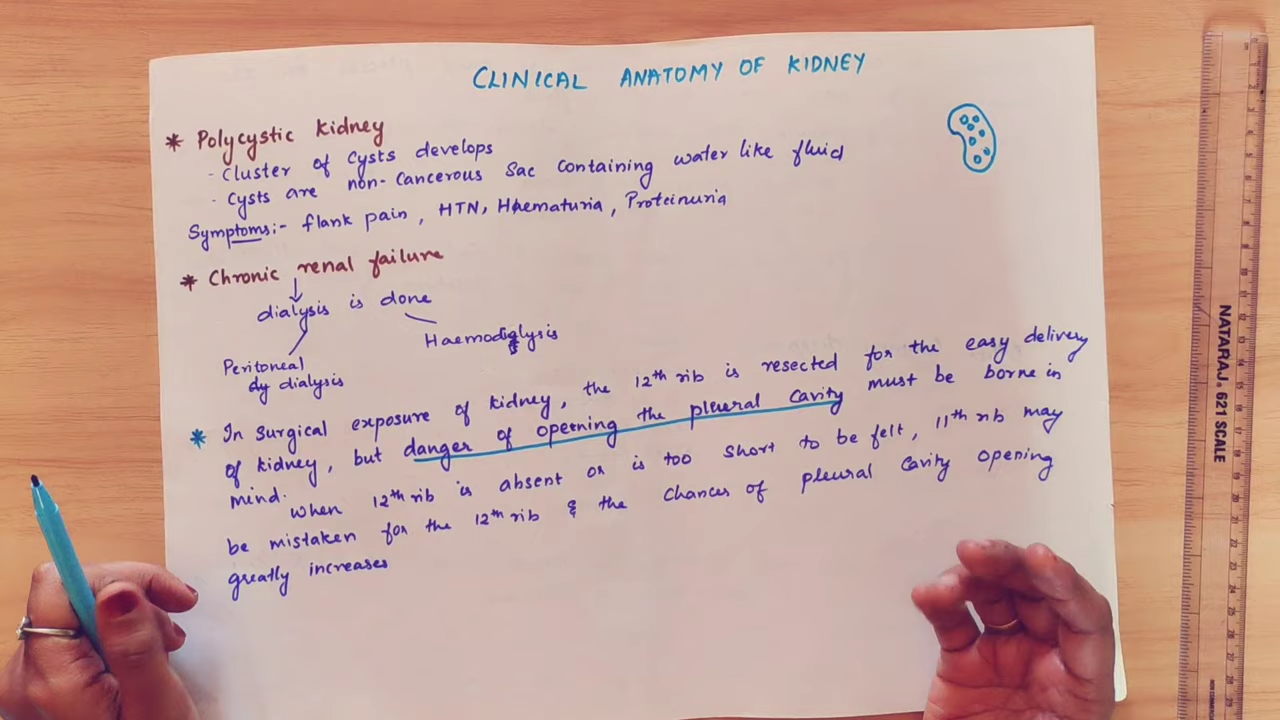 CLINICAL ANATOMY OF KIDNEY
* Polycystic kidney
- Cluster of Cysts develops
- Cysts are non-Cancerous Sac Containing water like fluid
Symptoms:- flank pain, HTN, Haematuria, Proteinuria
* Chronic renal failure
dialysis is done
Haemodialysis
Peritoneal
dy dialysis
* In Surgical exposure of kidney, the 12th rib is resected for the easy delivery
of kidney, but danger of opening the pleural cavity must be borne in
mind.
When 12th rib is absent or is too short to be felt, 11th rib may
be mistaken for the 12th rib & the chances of pleural cavity opening
greatly increases
NATARAJ 621 SCALE